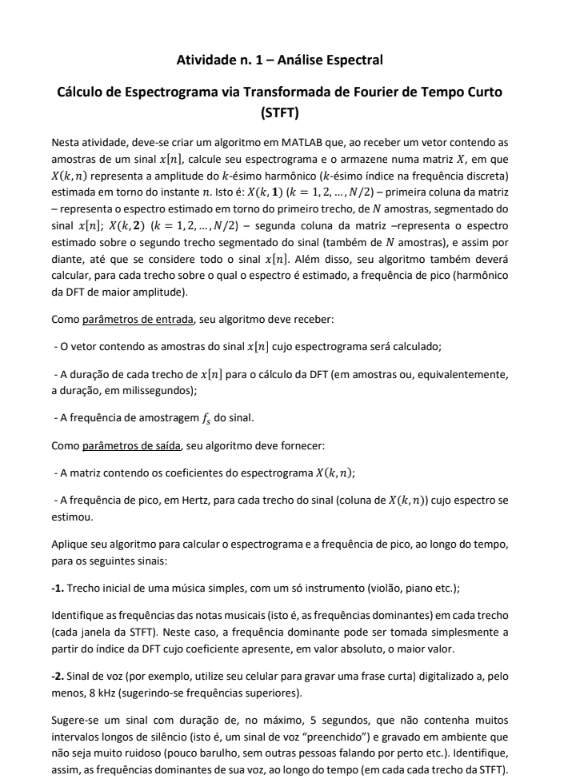 Atividade n. 1 – Análise Espectral
Cálculo de Espectrograma via Transformada de Fourier de Tempo Curto
(STFT)
Nesta atividade, deve-se criar um algoritmo em MATLAB que, ao receber um vetor contendo as
amostras de um sinal x[n], calcule seu espectrograma e o armazene numa matriz X, em que
X(k, n) representa a amplitude do k-ésimo harmônico (k-ésimo índice na frequência discreta)
estimada em torno do instante n. Isto é: X(k, 1) (k = 1, 2, ..., N/2) – primeira coluna da matriz
– representa o espectro estimado em torno do primeiro trecho, de N amostras, segmentado do
sinal x[n]; X(k, 2) (k = 1, 2, ..., N/2) – segunda coluna da matriz –representa o espectro
estimado sobre o segundo trecho segmentado do sinal (também de N amostras), e assim por
diante, até que se considere todo o sinal x[n]. Além disso, seu algoritmo também deverá
calcular, para cada trecho sobre o qual o espectro é estimado, a frequência de pico (harmônico
da DFT de maior amplitude).
Como parâmetros de entrada, seu algoritmo deve receber:
- O vetor contendo as amostras do sinal x[n] cujo espectrograma será calculado;
- A duração de cada trecho de x[n] para o cálculo da DFT (em amostras ou, equivalentemente,
a duração, em milissegundos);
- A frequência de amostragem fs do sinal.
Como parâmetros de saída, seu algoritmo deve fornecer:
- A matriz contendo os coeficientes do espectrograma X(k, n);
- A frequência de pico, em Hertz, para cada trecho do sinal (coluna de X(k, n)) cujo espectro se
estimou.
Aplique seu algoritmo para calcular o espectrograma e a frequência de pico, ao longo do tempo,
para os seguintes sinais:
-1. Trecho inicial de uma música simples, com um só instrumento (violão, piano etc.);
Identifique as frequências das notas musicais (isto é, as frequências dominantes) em cada trecho
(cada janela da STFT). Neste caso, a frequência dominante pode ser tomada simplesmente a
partir do índice da DFT cujo coeficiente apresente, em valor absoluto, o maior valor.
-2. Sinal de voz (por exemplo, utilize seu celular para gravar uma frase curta) digitalizado a, pelo
menos, 8 kHz (sugerindo-se frequências superiores).
Sugere-se um sinal com duração de, no máximo, 5 segundos, que não contenha muitos
intervalos longos de silêncio (isto é, um sinal de voz "preenchido") e gravado em ambiente que
não seja muito ruidoso (pouco barulho, sem outras pessoas falando por perto etc.). Identifique,
assim, as frequências dominantes de sua voz, ao longo do tempo (em cada cada trecho da STFT).